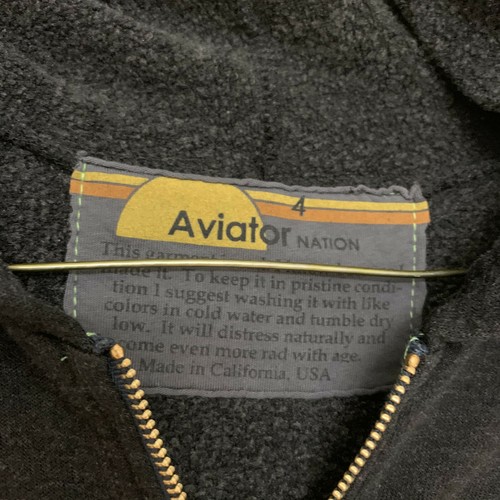 4
Aviator NATION
This garment
made it. To keep it in pristine condi-
tion I suggest washing it with like
colors in cold water and tumble dry
low. It will distress naturally and
come even more rad with age.
Made in California, USA